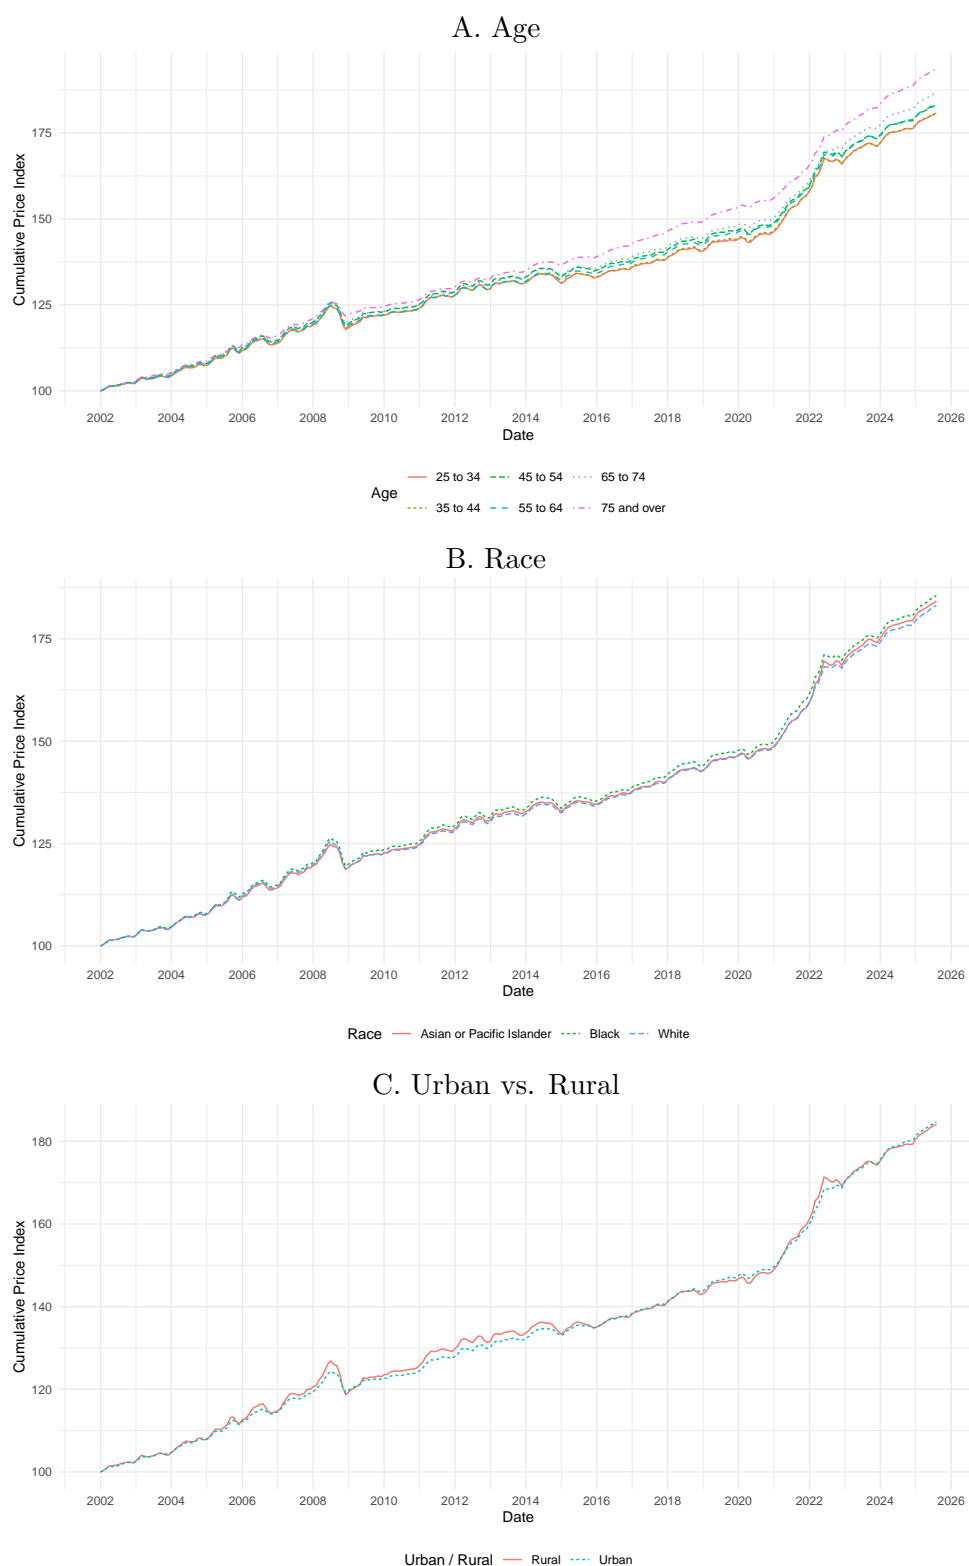 A. Age
Cumulative Price Index
175
150
125
100
2002 2004 2006 2008 2010 2012 2014 2016 2018 2020 2022 2024 2026
Date
Age
25 to 34 45 to 54 65 to 74
35 to 44 55 to 64 75 and over
B. Race
Cumulative Price Index
175
150
125
100
2002 2004 2006 2008 2010 2012 2014 2016 2018 2020 2022 2024 2026
Date
Race Asian or Pacific Islander Black White
C. Urban vs. Rural
Cumulative Price Index
180
160
140
120
100
2002 2004 2006 2008 2010 2012 2014 2016 2018 2020 2022 2024 2026
Date
Urban / Rural Rural Urban